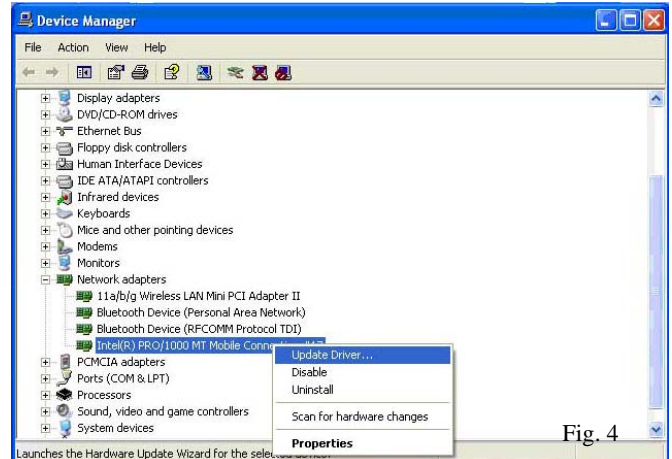 Device Manager
File Action View Help
Display adapters
DVD/CD-ROM drives
Ethernet Bus
Floppy disk controllers
Human Interface Devices
IDE ATA/ATAPI controllers
Infrared devices
Keyboards
Mice and other pointing devices
Modems
Monitors
Network adapters
11a/b/g Wireless LAN Mini PCI Adapter II
Bluetooth Device (Personal Area Network)
Bluetooth Device (RFCOMM Protocol TDI)
Intel(R) PRO/1000 MT Mobile
Update Driver...
PCMCIA adapters
Disable
Ports (COM & LPT)
Uninstall
Processors
Sound, video and game controllers
Scan for hardware changes
System devices
Properties
Fig. 4
Launches the Hardware Update Wizard for the